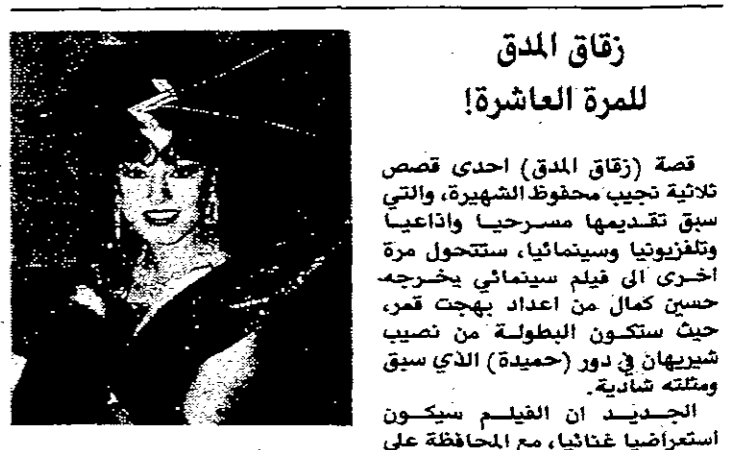 زقاق المدق
للمرة العاشرة!
قصة (زقاق المدق) احدى قصص
ثلاثية نجيب محفوظ الشهيرة، والتي
سبق تقديمها مسرحيا واذاعيا
وتلفزيونيا وسينمائيا، ستتحول مرة
اخرى الى فيلم سينمائي يخرجه
حسين كمال من اعداد بهجت قمر،
حيث ستكون البطولة من نصيب
شيريهان في دور (حميدة) الذي سبق
ومثلته شادية.
الجديد ان الفيلم سيكون
استعراضيا غنائيا، مع المحافظة على